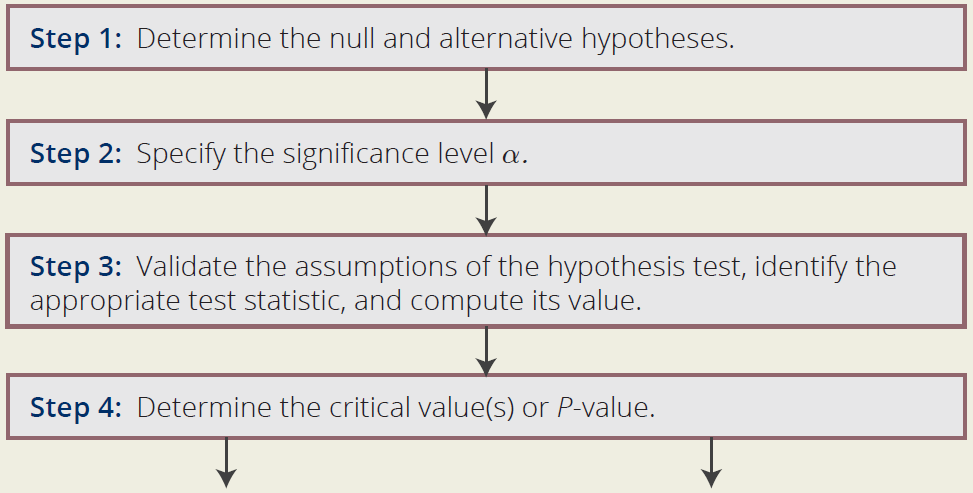 Step 1: Determine the null and alternative hypotheses.
Step 2: Specify the significance level α.
Step 3: Validate the assumptions of the hypothesis test, identify the
appropriate test statistic, and compute its value.
Step 4: Determine the critical value(s) or P-value.